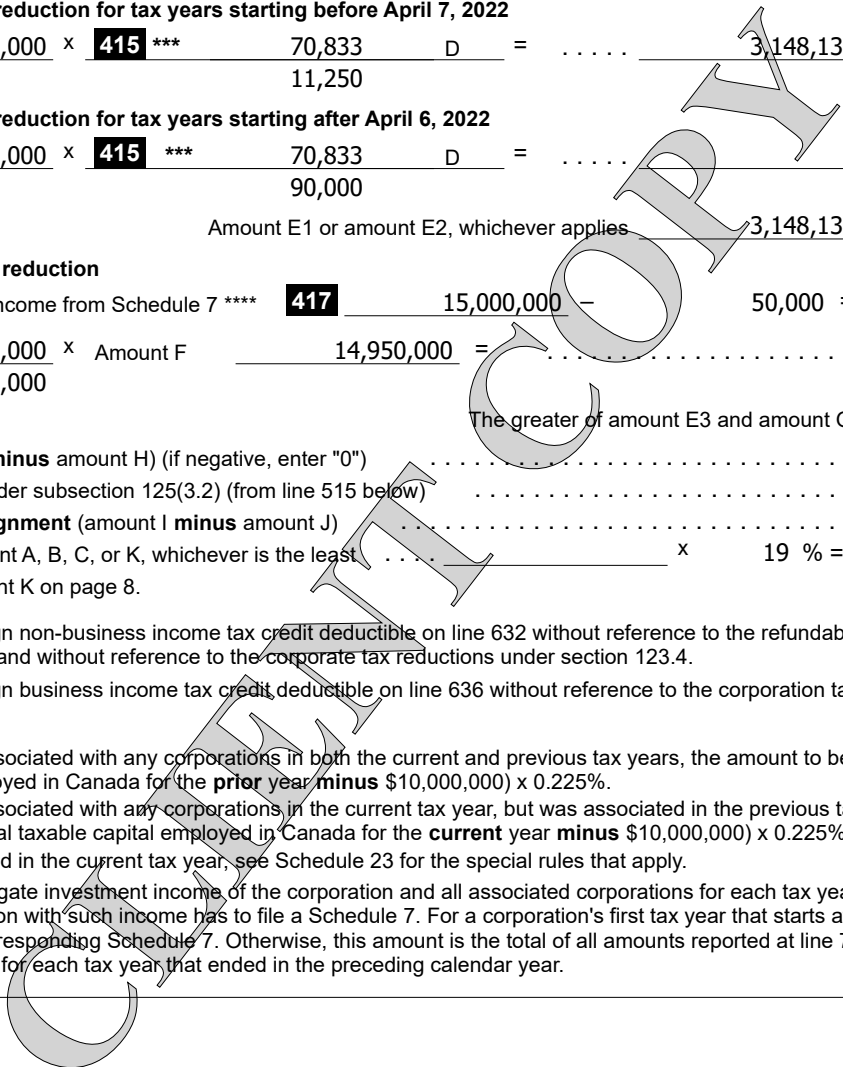 reduction for tax years starting before April 7, 2022
,000 x 415 *** 70,833 D = ..... 3,148,13
11,250
reduction for tax years starting after April 6, 2022
,000 x 415 *** 70,833 D = .....
90,000
Amount E1 or amount E2, whichever applies 3,148,13
reduction
ncome from Schedule 7 **** 417 15,000,000 – 50,000 =
,000 x Amount F 14,950,000 = .....................
,000
The greater of amount E3 and amount
minus amount H) (if negative, enter "0") ..............................
der subsection 125(3.2) (from line 515 below) ..........................
gnment (amount I minus amount J) ................................
nt A, B, C, or K, whichever is the least .... x 19 % =
nt K on page 8.
gn non-business income tax credit deductible on line 632 without reference to the refundab
and without reference to the corporate tax reductions under section 123.4.
gn business income tax credit deductible on line 636 without reference to the corporation ta
sociated with any corporations in both the current and previous tax years, the amount to be
oyed in Canada for the prior year minus $10,000,000) x 0.225%.
sociated with any corporations in the current tax year, but was associated in the previous ta
al taxable capital employed in Canada for the current year minus $10,000,000) x 0.225%
d in the current tax year, see Schedule 23 for the special rules that apply.
gate investment income of the corporation and all associated corporations for each tax yea
on with such income has to file a Schedule 7. For a corporation's first tax year that starts a
responding Schedule 7. Otherwise, this amount is the total of all amounts reported at line 7
for each tax year that ended in the preceding calendar year.
CLIENT COPY